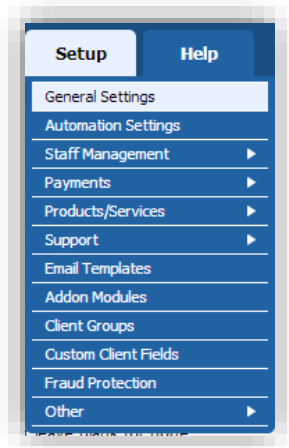 Setup Help
General Settings
Automation Settings
Staff Management
Payments
Products/Services
Support
Email Templates
Addon Modules
Client Groups
Custom Client Fields
Fraud Protection
Other